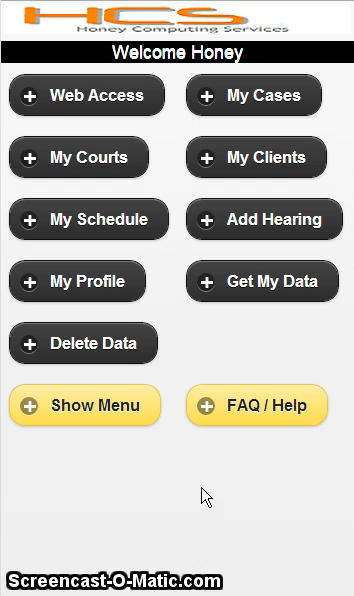 HCS
Honey Computing Services
Welcome Honey
Web Access
My Cases
My Courts
My Clients
My Schedule
Add Hearing
My Profile
Get My Data
Delete Data
Show Menu
FAQ / Help
Screencast-O-Matic.com